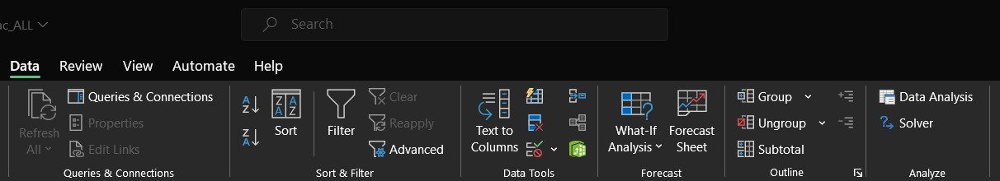 ac_ALL
Search
Data Review View Automate Help
Refresh All
Queries & Connections
Properties
Edit Links
Queries & Connections
A Z
Z A
Z A A Z
Sort
Filter
Clear
Reapply
Advanced
Sort & Filter
Text to Columns
Data Tools
What-If Analysis
Forecast Sheet
Forecast
Group
Ungroup
Subtotal
Outline
Data Analysis
Solver
Analyze